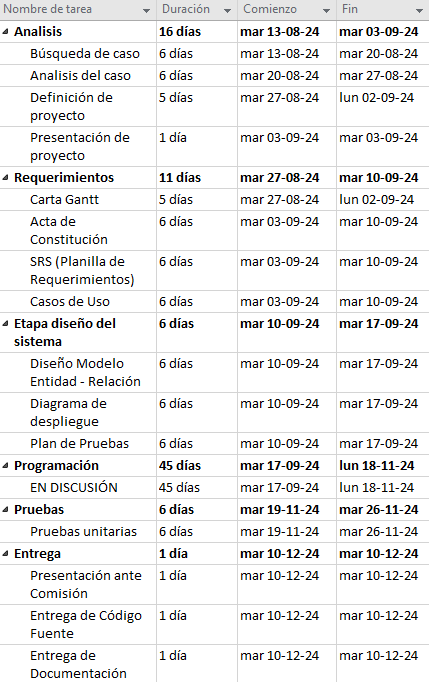 Nombre de tarea Duración Comienzo Fin
Analisis 16 días mar 13-08-24 mar 03-09-24
Búsqueda de caso 6 días mar 13-08-24 mar 20-08-24
Analisis del caso 6 días mar 20-08-24 mar 27-08-24
Definición de 5 días mar 27-08-24 lun 02-09-24
proyecto
Presentación de 1 día mar 03-09-24 mar 03-09-24
proyecto
Requerimientos 11 días mar 27-08-24 mar 10-09-24
Carta Gantt 5 días mar 27-08-24 lun 02-09-24
Acta de 6 días mar 03-09-24 mar 10-09-24
Constitución
SRS (Planilla de 6 días mar 03-09-24 mar 10-09-24
Requerimientos)
Casos de Uso 6 días mar 03-09-24 mar 10-09-24
Etapa diseño del 6 días mar 10-09-24 mar 17-09-24
sistema
Diseño Modelo 6 días mar 10-09-24 mar 17-09-24
Entidad - Relación
Diagrama de 6 días mar 10-09-24 mar 17-09-24
despliegue
Plan de Pruebas 6 días mar 10-09-24 mar 17-09-24
Programación 45 días mar 17-09-24 lun 18-11-24
EN DISCUSIÓN 45 días mar 17-09-24 lun 18-11-24
Pruebas 6 días mar 19-11-24 mar 26-11-24
Pruebas unitarias 6 días mar 19-11-24 mar 26-11-24
Entrega 1 día mar 10-12-24 mar 10-12-24
Presentación ante 1 día mar 10-12-24 mar 10-12-24
Comisión
Entrega de Código 1 día mar 10-12-24 mar 10-12-24
Fuente
Entrega de 1 día mar 10-12-24 mar 10-12-24
Documentación